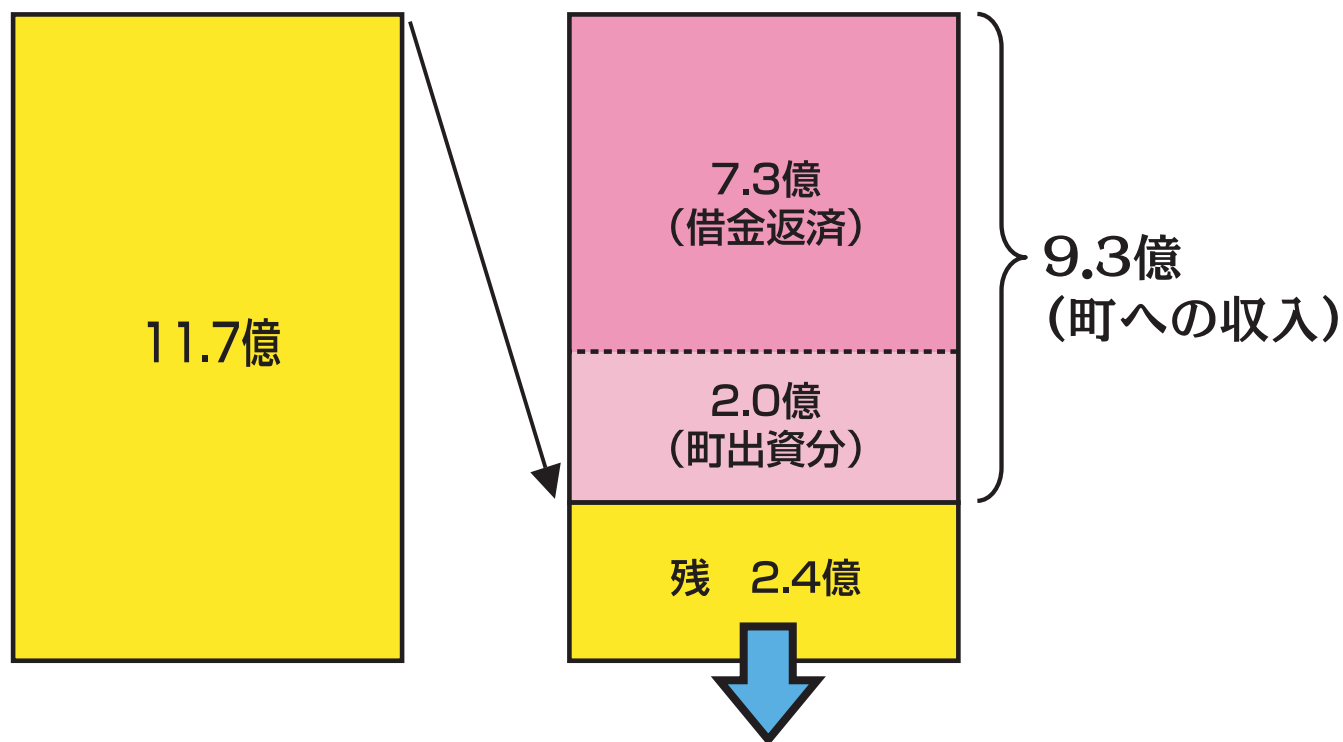 11.7億
7.3億
（借金返済）
2.0億
（町出資分）
残　2.4億
9.3億
（町への収入）